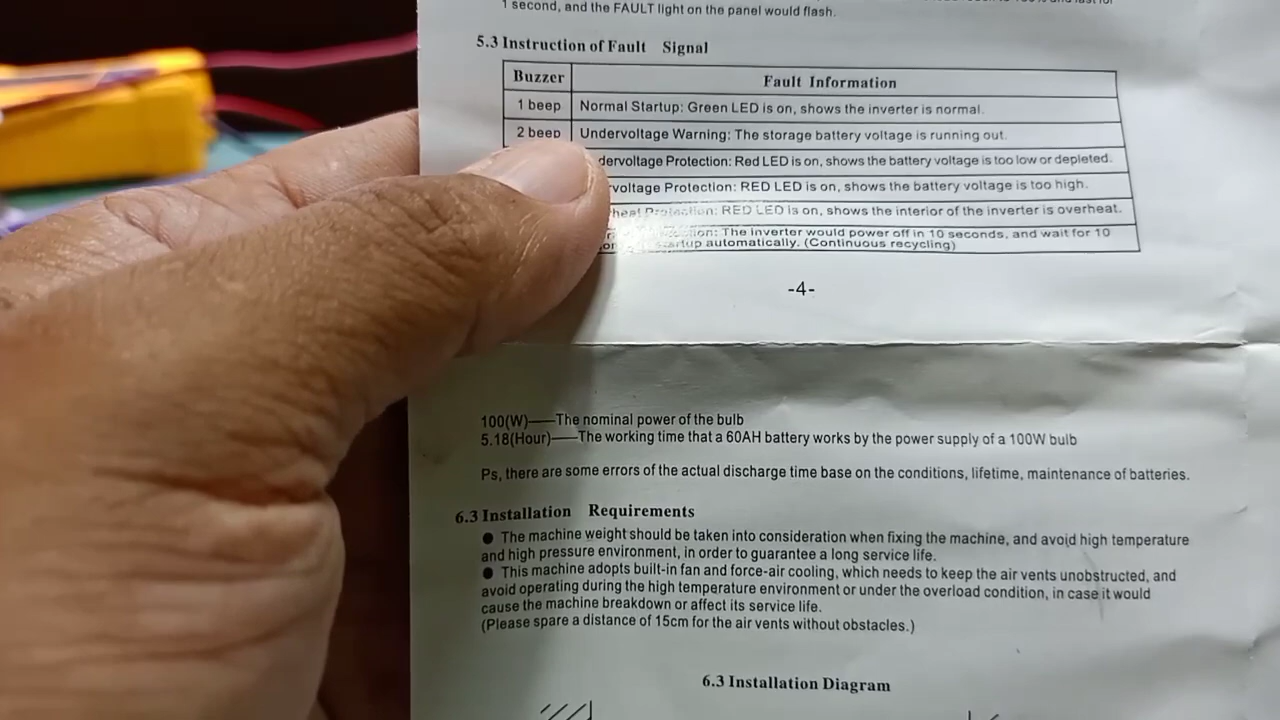 1 second, and the FAULT light on the panel would flash.
5.3 Instruction of Fault Signal
Buzzer Fault Information
1 beep Normal Startup: Green LED is on, shows the inverter is normal.
2 beep Undervoltage Warning: The storage battery voltage is running out.
dervoltage Protection: Red LED is on, shows the battery voltage is too low or depleted.
voltage Protection: RED LED is on, shows the battery voltage is too high.
heat Protection: RED LED is on, shows the interior of the inverter is overheat.
tion: The inverter would power off in 10 seconds, and wait for 10
startup automatically. (Continuous recycling)
-4-
100(W)——The nominal power of the bulb
5.18(Hour)——The working time that a 60AH battery works by the power supply of a 100W bulb
Ps, there are some errors of the actual discharge time base on the conditions, lifetime, maintenance of batteries.
6.3 Installation Requirements
● The machine weight should be taken into consideration when fixing the machine, and avoid high temperature
and high pressure environment, in order to guarantee a long service life.
● This machine adopts built-in fan and force-air cooling, which needs to keep the air vents unobstructed, and
avoid operating during the high temperature environment or under the overload condition, in case it would
cause the machine breakdown or affect its service life.
(Please spare a distance of 15cm for the air vents without obstacles.)
6.3 Installation Diagram